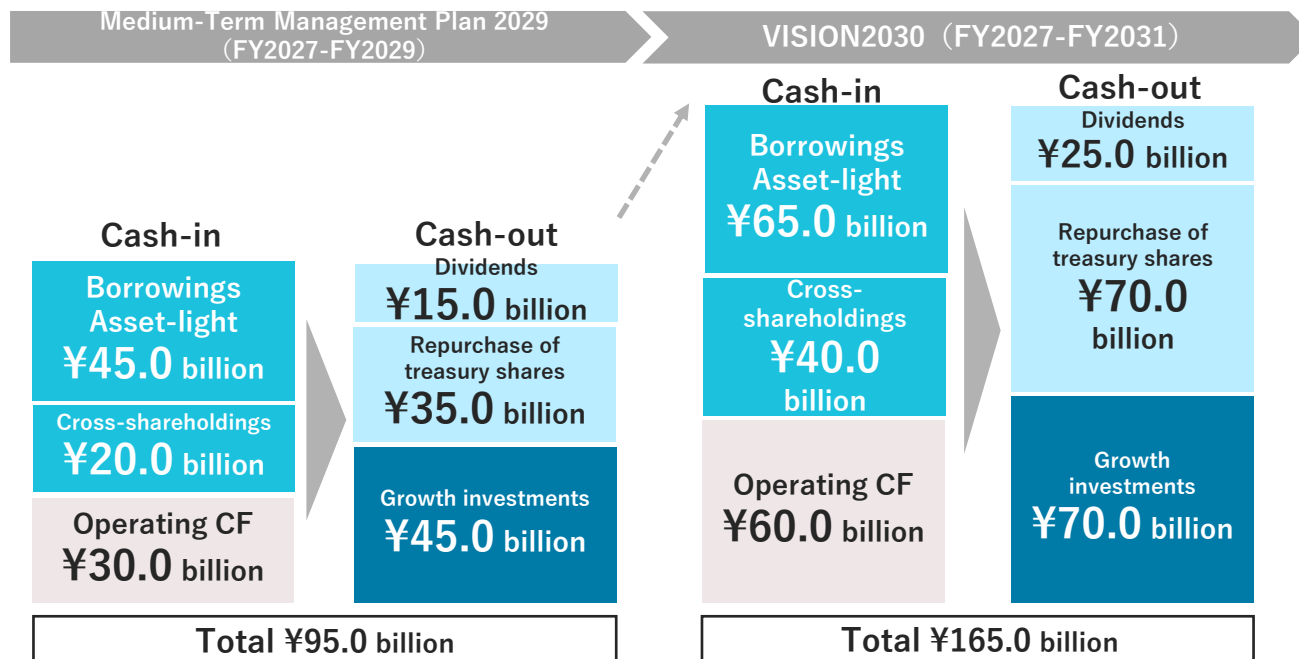 Medium-Term Management Plan 2029
（FY2027-FY2029）
VISION2030（FY2027-FY2031）
Cash-in
Borrowings
Asset-light
¥45.0 billion
Cross-shareholdings
¥20.0 billion
Operating CF
¥30.0 billion
Cash-out
Dividends
¥15.0 billion
Repurchase of
treasury shares
¥35.0 billion
Growth investments
¥45.0 billion
Total ¥95.0 billion
Cash-in
Borrowings
Asset-light
¥65.0 billion
Cross-
shareholdings
¥40.0
billion
Operating CF
¥60.0 billion
Cash-out
Dividends
¥25.0 billion
Repurchase of
treasury shares
¥70.0
billion
Growth
investments
¥70.0 billion
Total ¥165.0 billion